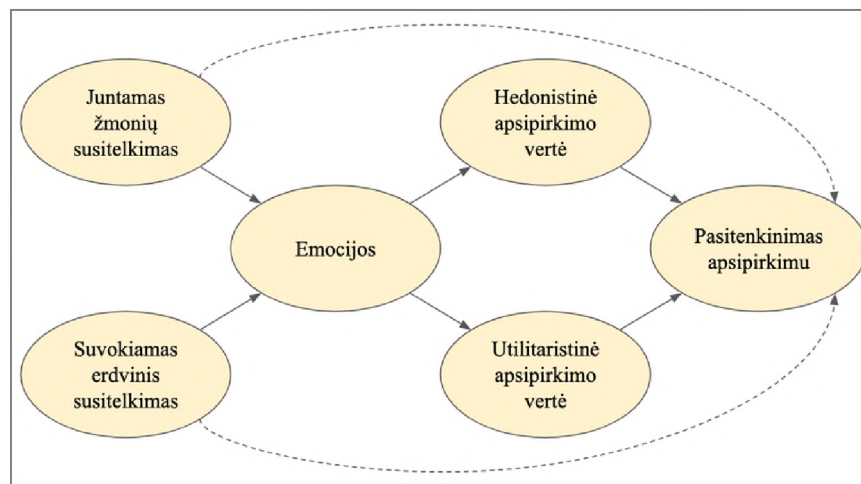 Juntamas
žmonių
susitelkimas
Hedonistinė
apsipirkimo
vertė
Emocijos
Pasitenkinimas
apsipirkimu
Suvokiamas
erdvinis
susitelkimas
Utilitaristinė
apsipirkimo
vertė